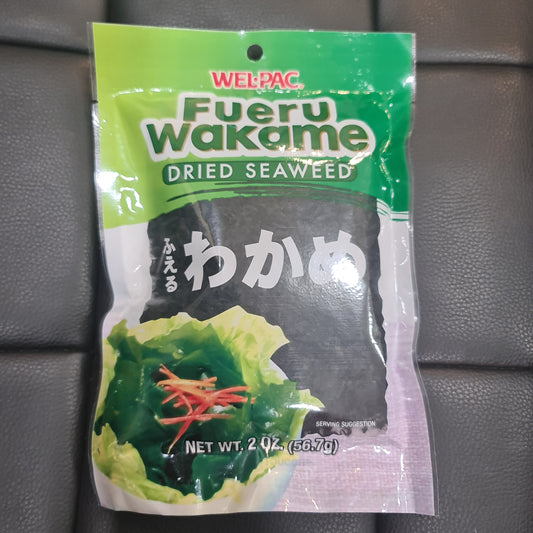 WEL·PAC
Fueru
Wakame
DRIED SEAWEED
ふえる
わかめ
SERVING SUGGESTION
NET WT. 2 OZ. (56.7g)